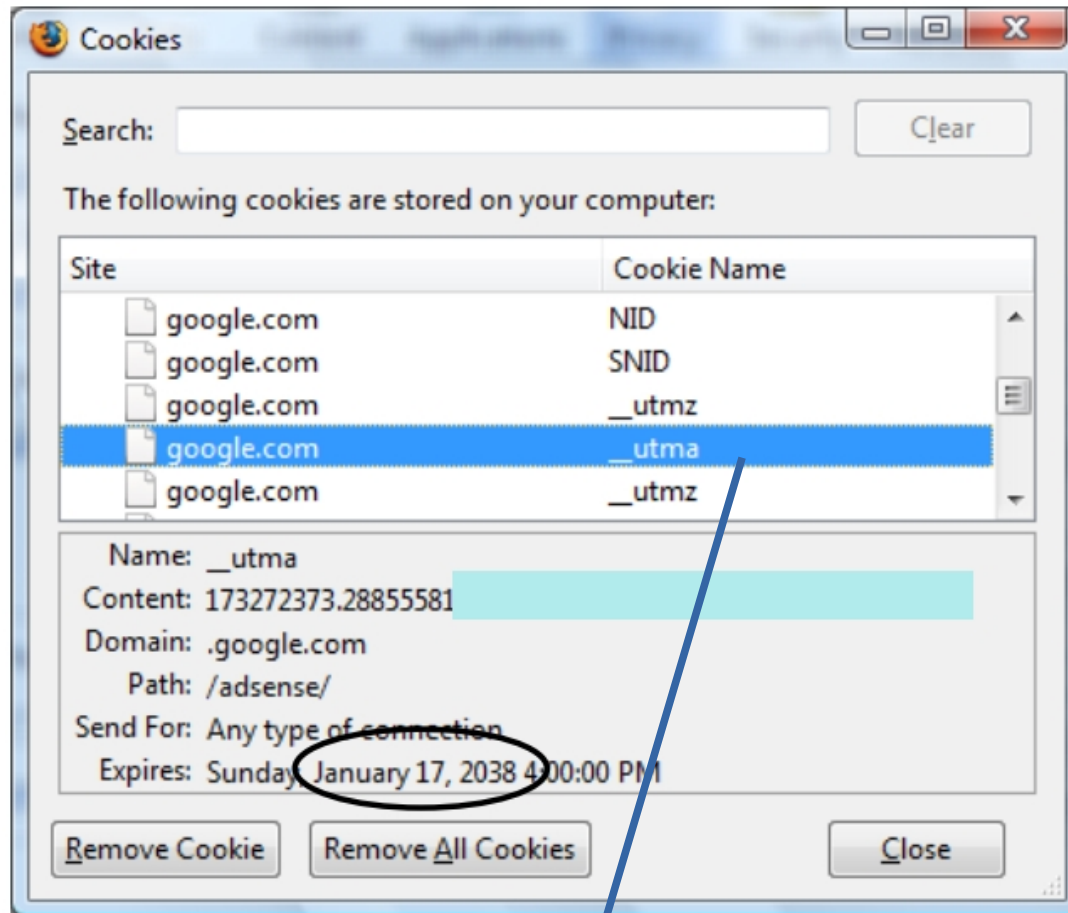 Cookies
Search:
Clear
The following cookies are stored on your computer:
Site Cookie Name
google.com NID
google.com SNID
google.com __utmz
google.com __utma
google.com __utmz
Name: __utma
Content: 173272373.28855581
Domain: .google.com
Path: /adsense/
Send For: Any type of connection
Expires: Sunday, January 17, 2038 4:00:00 PM
Remove Cookie Remove All Cookies Close